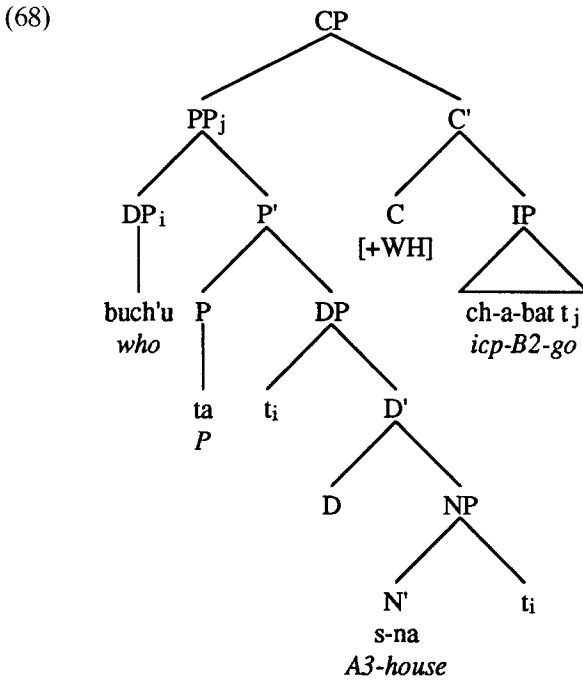 (68) CP
PPj C'
DPi P' C IP
[+WH]
buch'u P DP ch-a-bat tj
who icp-B2-go
ta ti D'
P
D NP
N' ti
s-na
A3-house